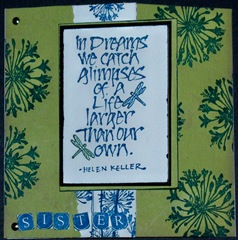 In Dreams
We Catch
Glimpses
of a
Life
larger
Than our
own.
-HELEN KELLER
SISTER